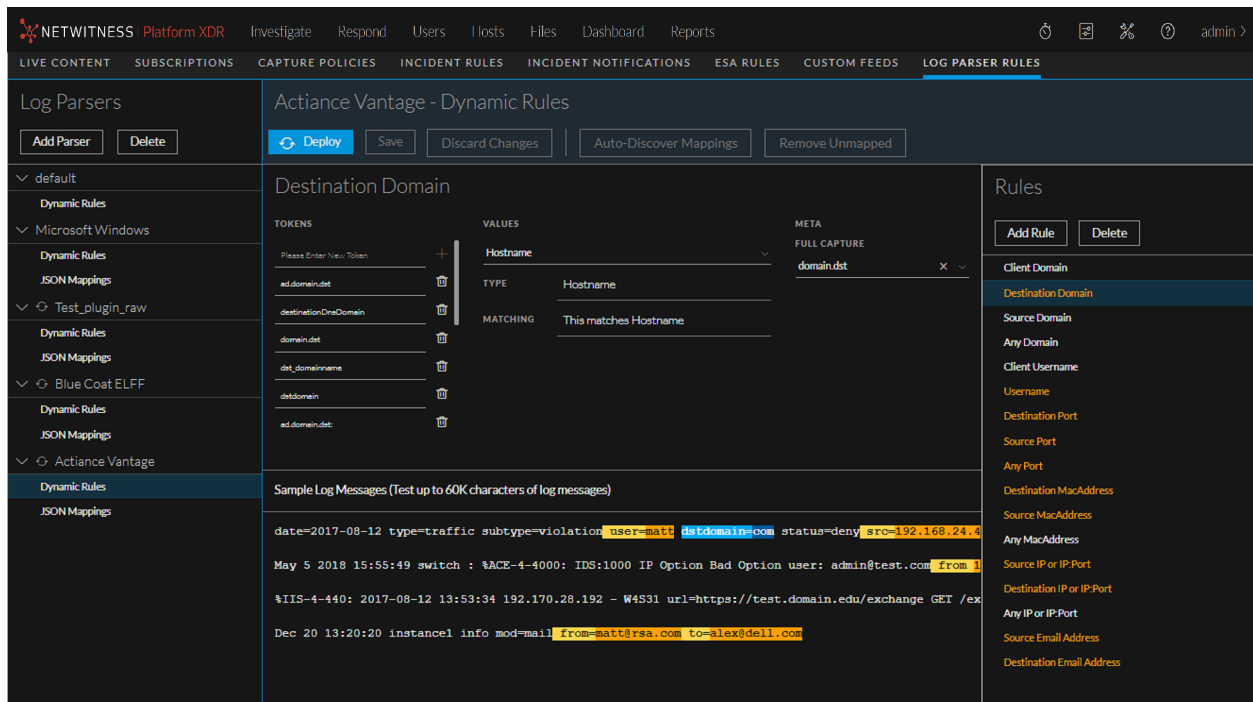 NETWITNESS Platform XDR Investigate Respond Users Hosts Files Dashboard Reports admin
LIVE CONTENT SUBSCRIPTIONS CAPTURE POLICIES INCIDENT RULES INCIDENT NOTIFICATIONS ESA RULES CUSTOM FEEDS LOG PARSER RULES
Log Parsers
Add Parser Delete
default
Dynamic Rules
Microsoft Windows
Dynamic Rules
JSON Mappings
Test_plugin_raw
Dynamic Rules
JSON Mappings
Blue Coat ELFF
Dynamic Rules
JSON Mappings
Actiance Vantage
Dynamic Rules
JSON Mappings
Actiance Vantage - Dynamic Rules
Deploy Save Discard Changes Auto-Discover Mappings Remove Unmapped
Destination Domain
TOKENS
Please Enter New Token
ad.domain.dst
destinationDnsDomain
domain.dst
dst_domainname
dstdomain
ad.domain.dst:
VALUES
Hostname
TYPE Hostname
MATCHING This matches Hostname
META
FULL CAPTURE
domain.dst
Sample Log Messages (Test up to 60K characters of log messages)
date=2017-08-12 type=traffic subtype=violation user=matt dstdomain=com status=deny src=192.168.24.4
May 5 2018 15:55:49 switch : %ACE-4-4000: IDS:1000 IP Option Bad Option user: admin@test.com from 1
%IIS-4-440: 2017-08-12 13:53:34 192.170.28.192 - W4S31 url=https://test.domain.edu/exchange GET /ex
Dec 20 13:20:20 instance1 info mod=mail from=matt@rsa.com to=alex@dell.com
Rules
Add Rule Delete
Client Domain
Destination Domain
Source Domain
Any Domain
Client Username
Username
Destination Port
Source Port
Any Port
Destination MacAddress
Source MacAddress
Any MacAddress
Source IP or IP:Port
Destination IP or IP:Port
Any IP or IP:Port
Source Email Address
Destination Email Address